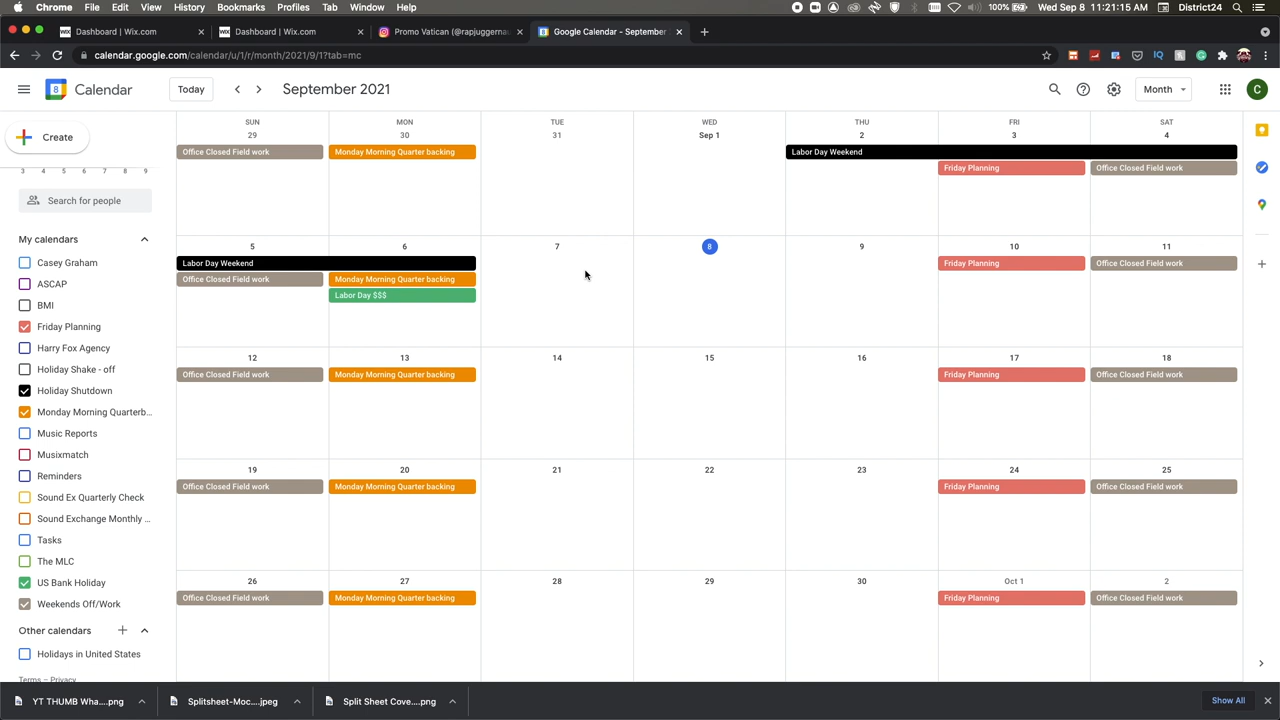 Chrome File Edit View History Bookmarks Profiles Tab Window Help 100% Wed Sep 8 11:21:15 AM District24
Dashboard | Wix.com Dashboard | Wix.com Promo Vatican (@rapjuggernau Google Calendar - September
calendar.google.com/calendar/u/1/r/month/2021/9/1?tab=mc
8 Calendar Today September 2021 Month C
Create
3 4 5 6 7 8 9
Search for people
My calendars
Casey Graham
ASCAP
BMI
Friday Planning
Harry Fox Agency
Holiday Shake - off
Holiday Shutdown
Monday Morning Quarterb...
Music Reports
Musixmatch
Reminders
Sound Ex Quarterly Check
Sound Exchange Monthly ...
Tasks
The MLC
US Bank Holiday
Weekends Off/Work
Other calendars
Holidays in United States
Terms – Privacy
SUN MON TUE WED THU FRI SAT
29 30 31 Sep 1 2 3 4
Office Closed Field work Monday Morning Quarter backing Labor Day Weekend
Friday Planning Office Closed Field work
5 6 7 8 9 10 11
Labor Day Weekend Friday Planning Office Closed Field work
Office Closed Field work Monday Morning Quarter backing
Labor Day $$$
12 13 14 15 16 17 18
Office Closed Field work Monday Morning Quarter backing Friday Planning Office Closed Field work
19 20 21 22 23 24 25
Office Closed Field work Monday Morning Quarter backing Friday Planning Office Closed Field work
26 27 28 29 30 Oct 1 2
Office Closed Field work Monday Morning Quarter backing Friday Planning Office Closed Field work
YT THUMB Wha....png Splitsheet-Moc....jpeg Split Sheet Cove....png Show All